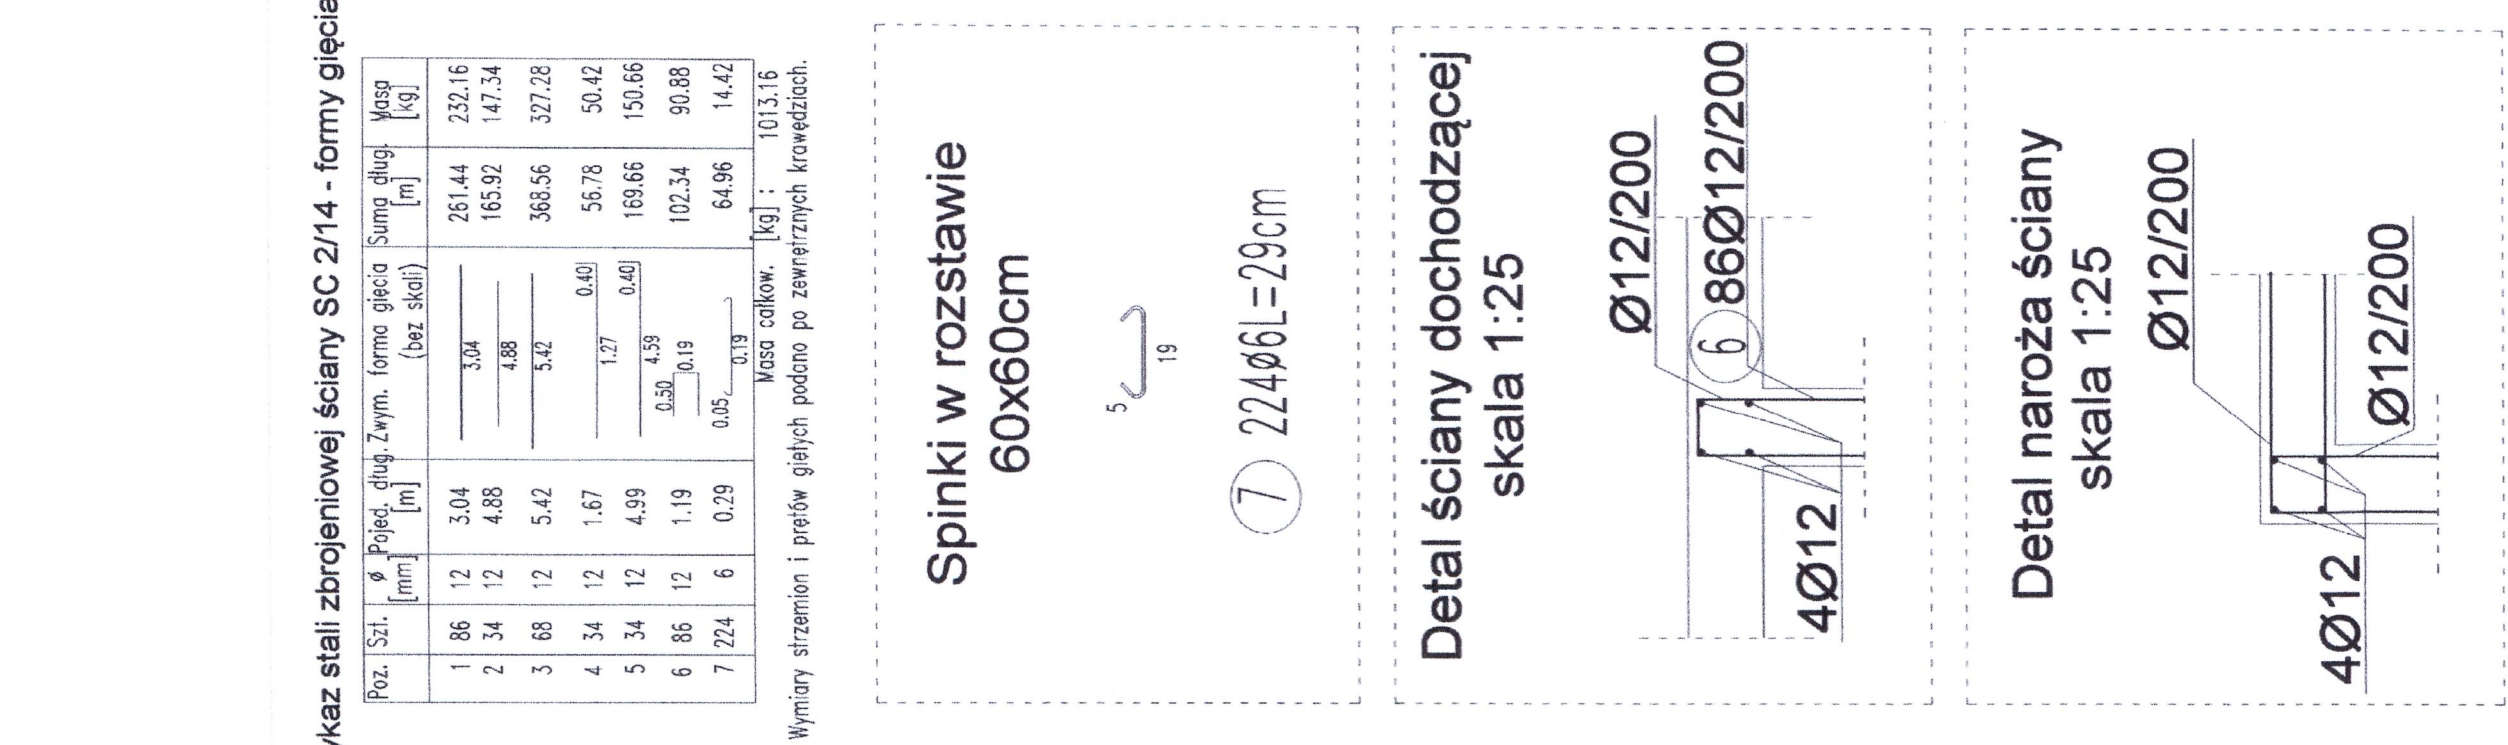 Wykaz stali zbrojeniowej ściany SC 2/14 - formy gięcia
Poz. Szt. ø [mm] Pojed. dług. [m] Zwym. forma gięcia (bez skali) Suma dług. [m] Masa [kg]
1 86 12 3.04 3.04 261.44 232.16
2 34 12 4.88 4.88 165.92 147.34
3 68 12 5.42 5.42 368.56 327.28
4 34 12 1.67 1.27 0.40 56.78 50.42
5 34 12 4.99 4.59 0.40 169.66 150.66
6 86 12 1.19 0.50 0.19 102.34 90.88
7 224 6 0.29 0.05 0.19 64.96 14.42
Masa całkow. [kg] : 1013.16
Wymiary strzemion i prętów giętych podano po zewnętrznych krawędziach.
Spinki w rozstawie
60x60cm
5
19
7 224ø6L=29cm
Detal ściany dochodzącej
skala 1:25
Ø12/200
6 86Ø12/200
4Ø12
Detal naroża ściany
skala 1:25
Ø12/200
Ø12/200
4Ø12